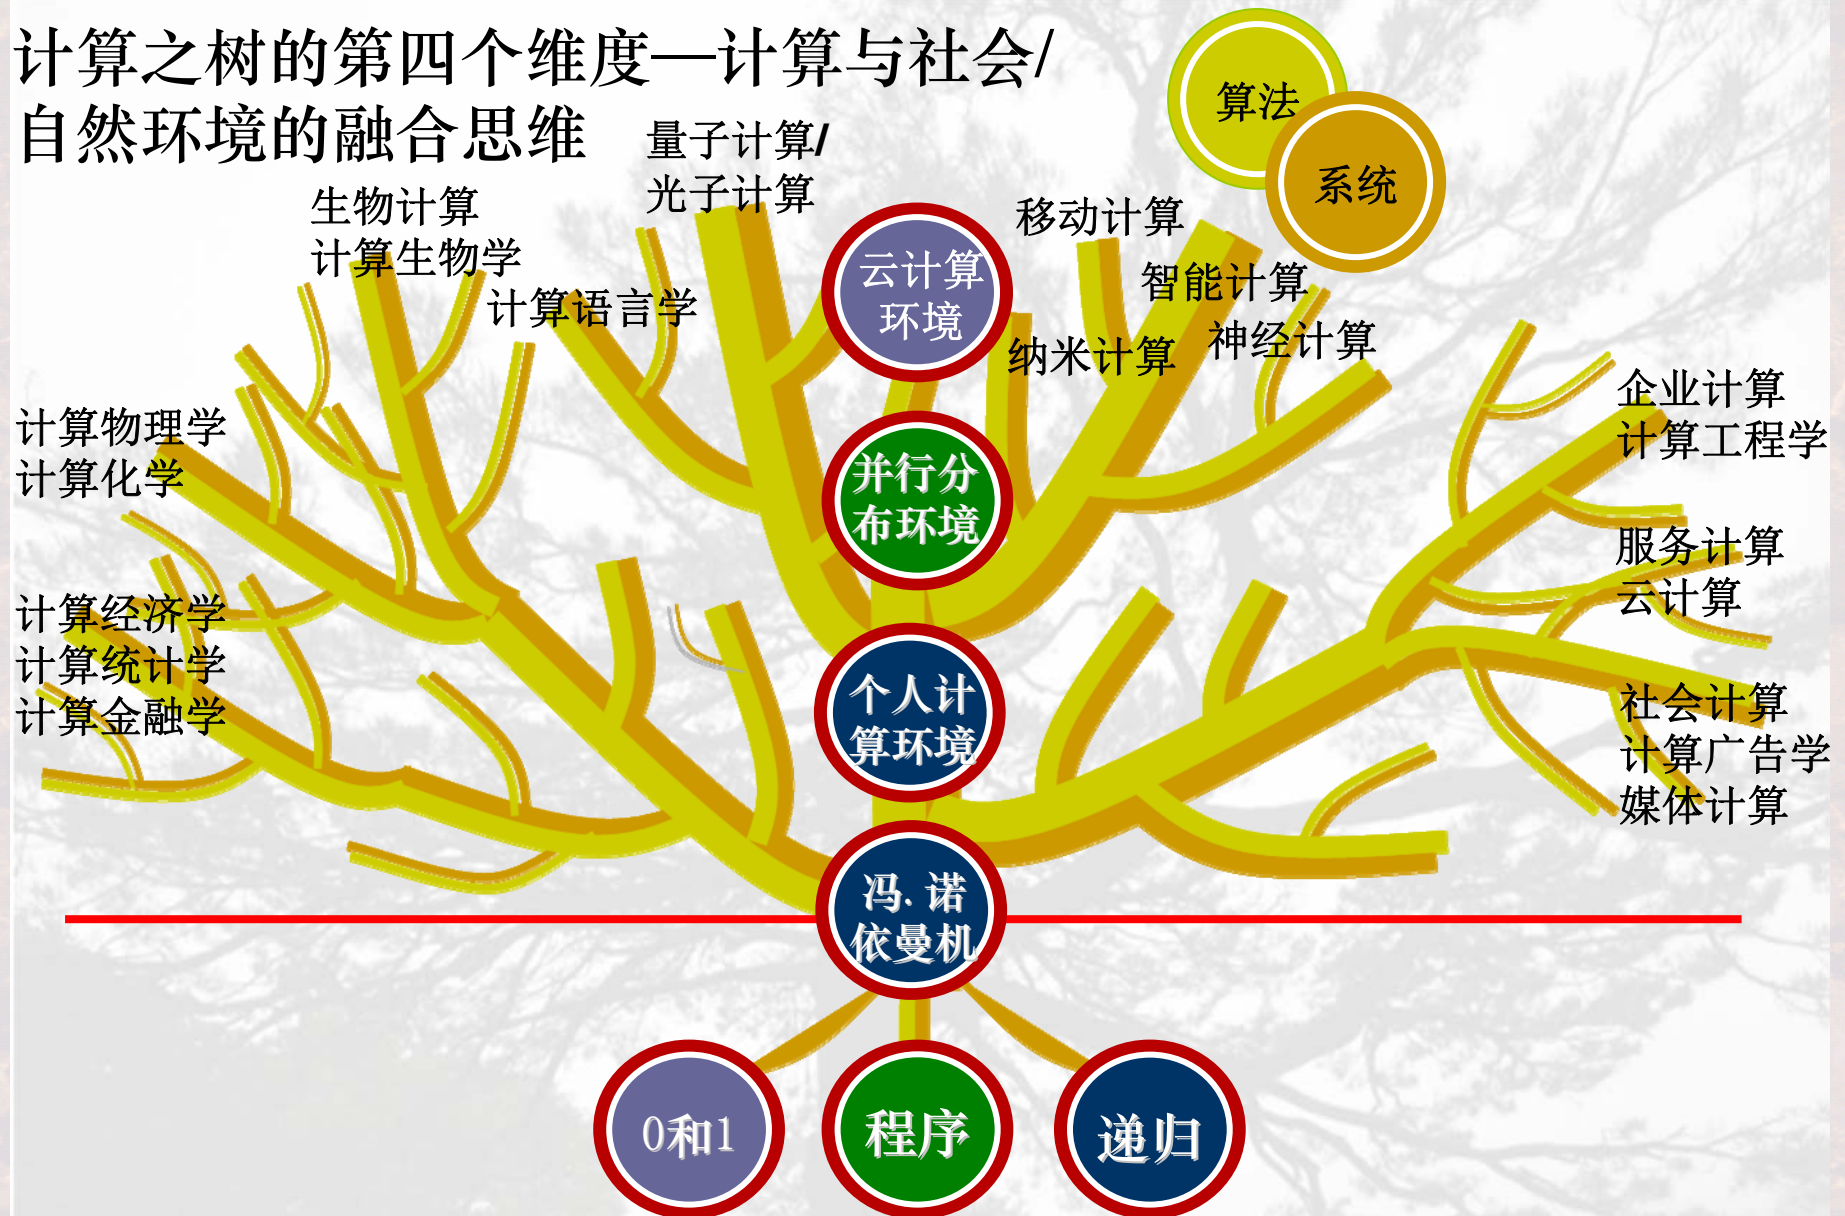 计算之树的第四个维度—计算与社会/
自然环境的融合思维
算法
系统
量子计算/
光子计算
生物计算
计算生物学
计算语言学
云计算
环境
移动计算
智能计算
神经计算
纳米计算
计算物理学
计算化学
企业计算
计算工程学
并行分
布环境
服务计算
云计算
计算经济学
计算统计学
计算金融学
个人计
算环境
社会计算
计算广告学
媒体计算
冯.诺
依曼机
0和1
程序
递归